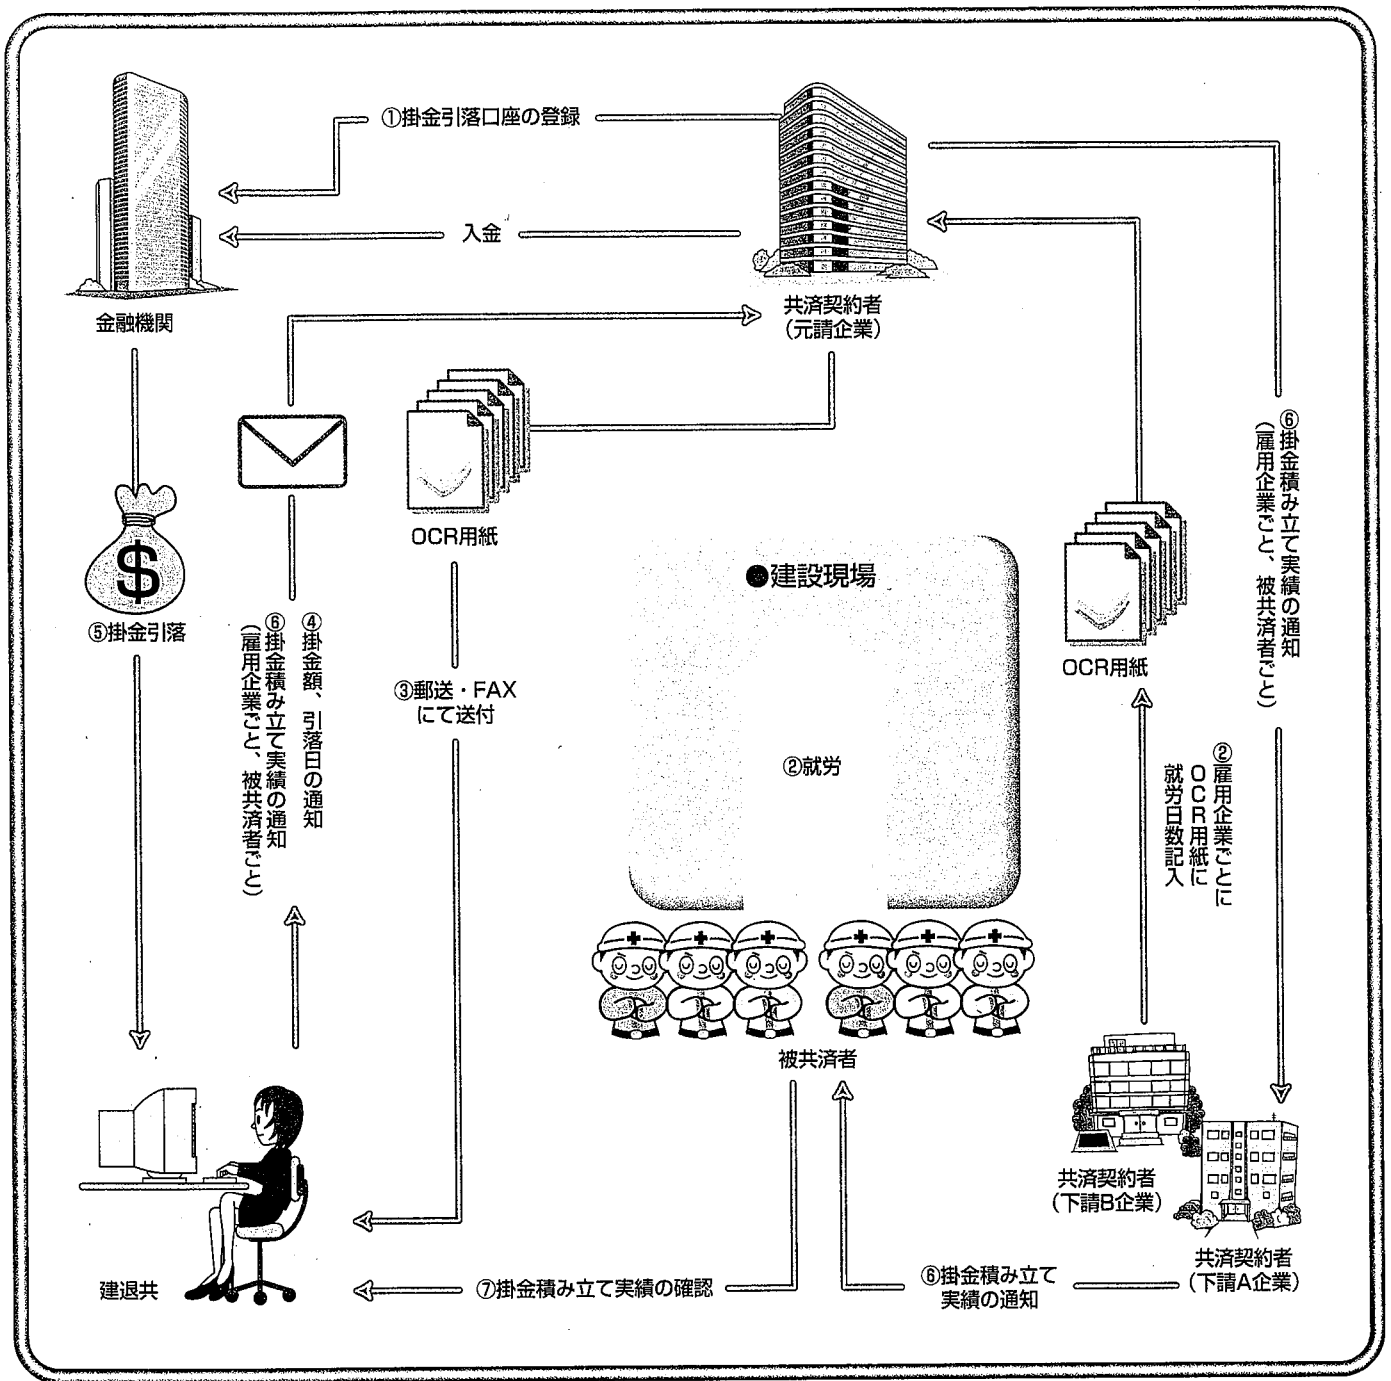 ①掛金引落口座の登録
入金
金融機関
共済契約者
(元請企業)
OCR用紙
⑥掛金積み立て実績の通知
(雇用企業ごと、被共済者ごと)
●建設現場
$
⑤掛金引落
④掛金額、引落日の通知
⑥掛金積み立て実績の通知
(雇用企業ごと、被共済者ごと)
③郵送・FAX
にて送付
OCR用紙
②就労
②雇用企業ごとに
OCR用紙に
就労日数記入
被共済者
共済契約者
(下請B企業)
共済契約者
(下請A企業)
建退共
⑦掛金積み立て実績の確認
⑥掛金積み立て
実績の通知